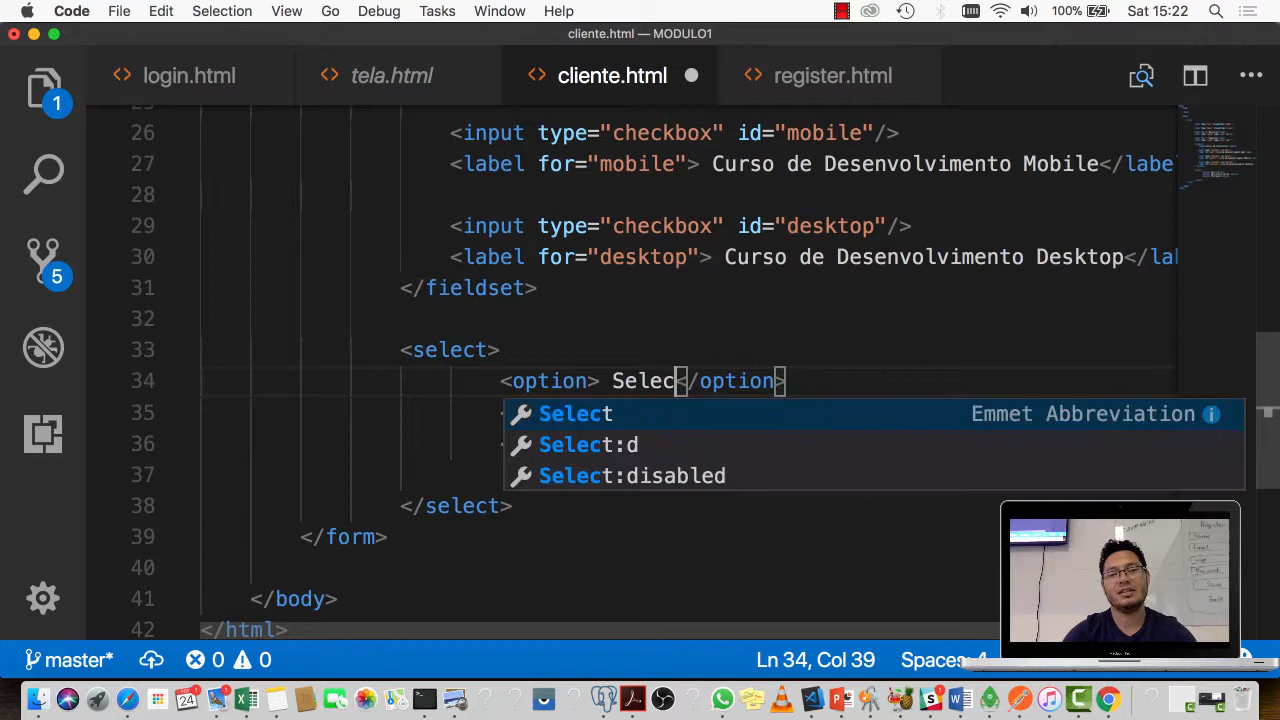 Code File Edit Selection View Go Debug Tasks Window Help 100% Sat 15:22
cliente.html — MODULO1
login.html tela.html cliente.html register.html
26 <input type="checkbox" id="mobile"/>
27 <label for="mobile"> Curso de Desenvolvimento Mobile</label
28
29 <input type="checkbox" id="desktop"/>
30 <label for="desktop"> Curso de Desenvolvimento Desktop</la
31 </fieldset>
32
33 <select>
34 <option> Selec</option>
35 Select Emmet Abbreviation
36 Select:d
37 Select:disabled
38 </select>
39 </form>
40
41 </body>
42 </html>
1
5
master* 0 0 Ln 34, Col 39 Spaces: 4
24